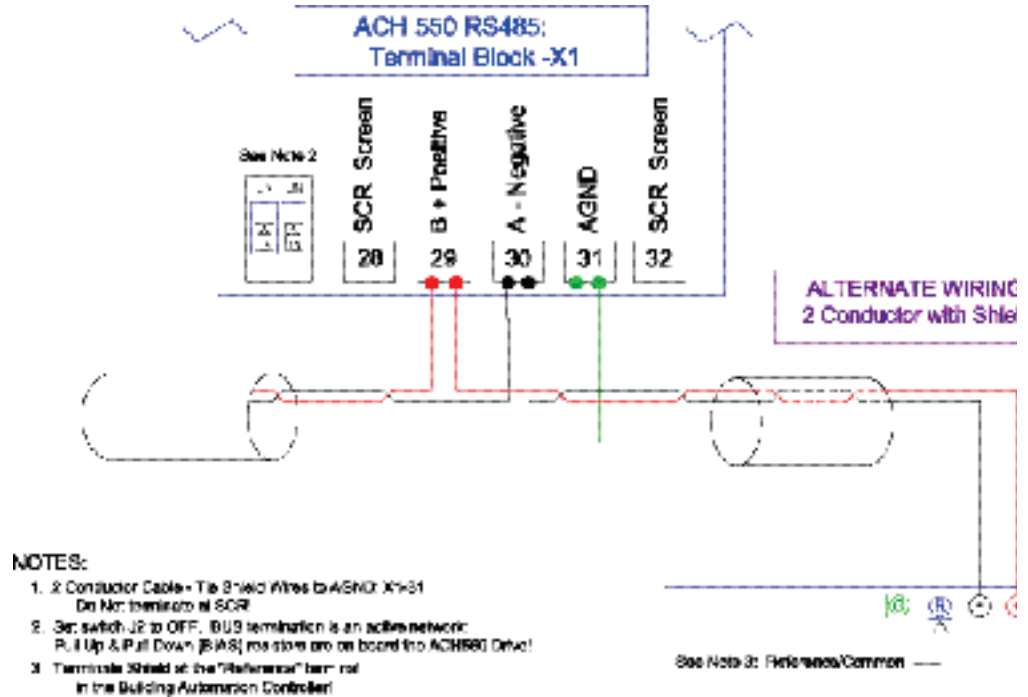 ACH 550 RS485:
Terminal Block -X1
See Note 2
SCR Screen
B + Positive
A - Negative
AGND
SCR Screen
28
29
30
31
32
ALTERNATE WIRING
2 Conductor with Shiel
NOTES:
1. 2 Conductor Cable - Tie Shield Wires to AGND: X1-31
Do Not terminate at SCR!
2. Set switch J2 to OFF. BUS termination is an active network.
Pull Up & Pull Down (BIAS) resistors are on board the ACH550 Drive!
3 Terminate Shield at the "Reference" terminal
in the Building Automation Controller!
See Note 3: Reference/Common